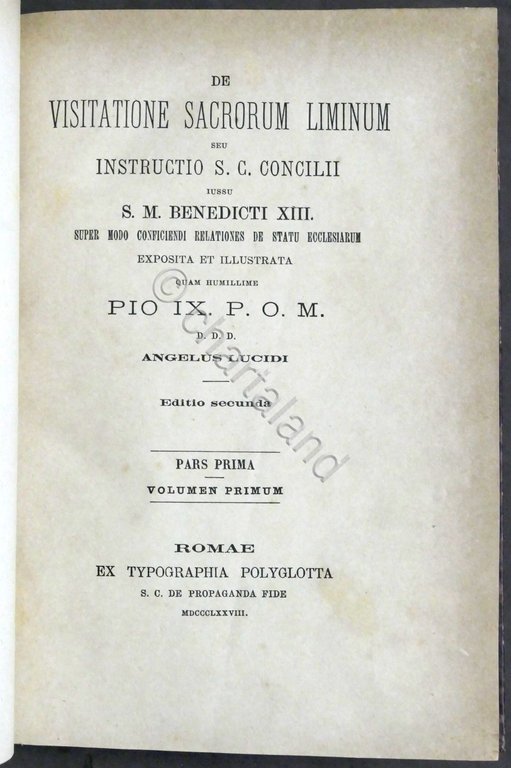 DE
VISITATIONE SACRORUM LIMINUM
SEU
INSTRUCTIO S. C. CONCILII
IUSSU
S. M. BENEDICTI XIII.
SUPER MODO CONFICIENDI RELATIONES DE STATU ECCLESIARUM
EXPOSITA ET ILLUSTRATA
QUAM HUMILLIME
PIO IX. P. O. M.
D. D. D.
ANGELUS LUCIDI
Editio secunda
PARS PRIMA
VOLUMEN PRIMUM
ROMAE
EX TYPOGRAPHIA POLYGLOTTA
S. C. DE PROPAGANDA FIDE
MDCCCLXXVIII.
© chartaland